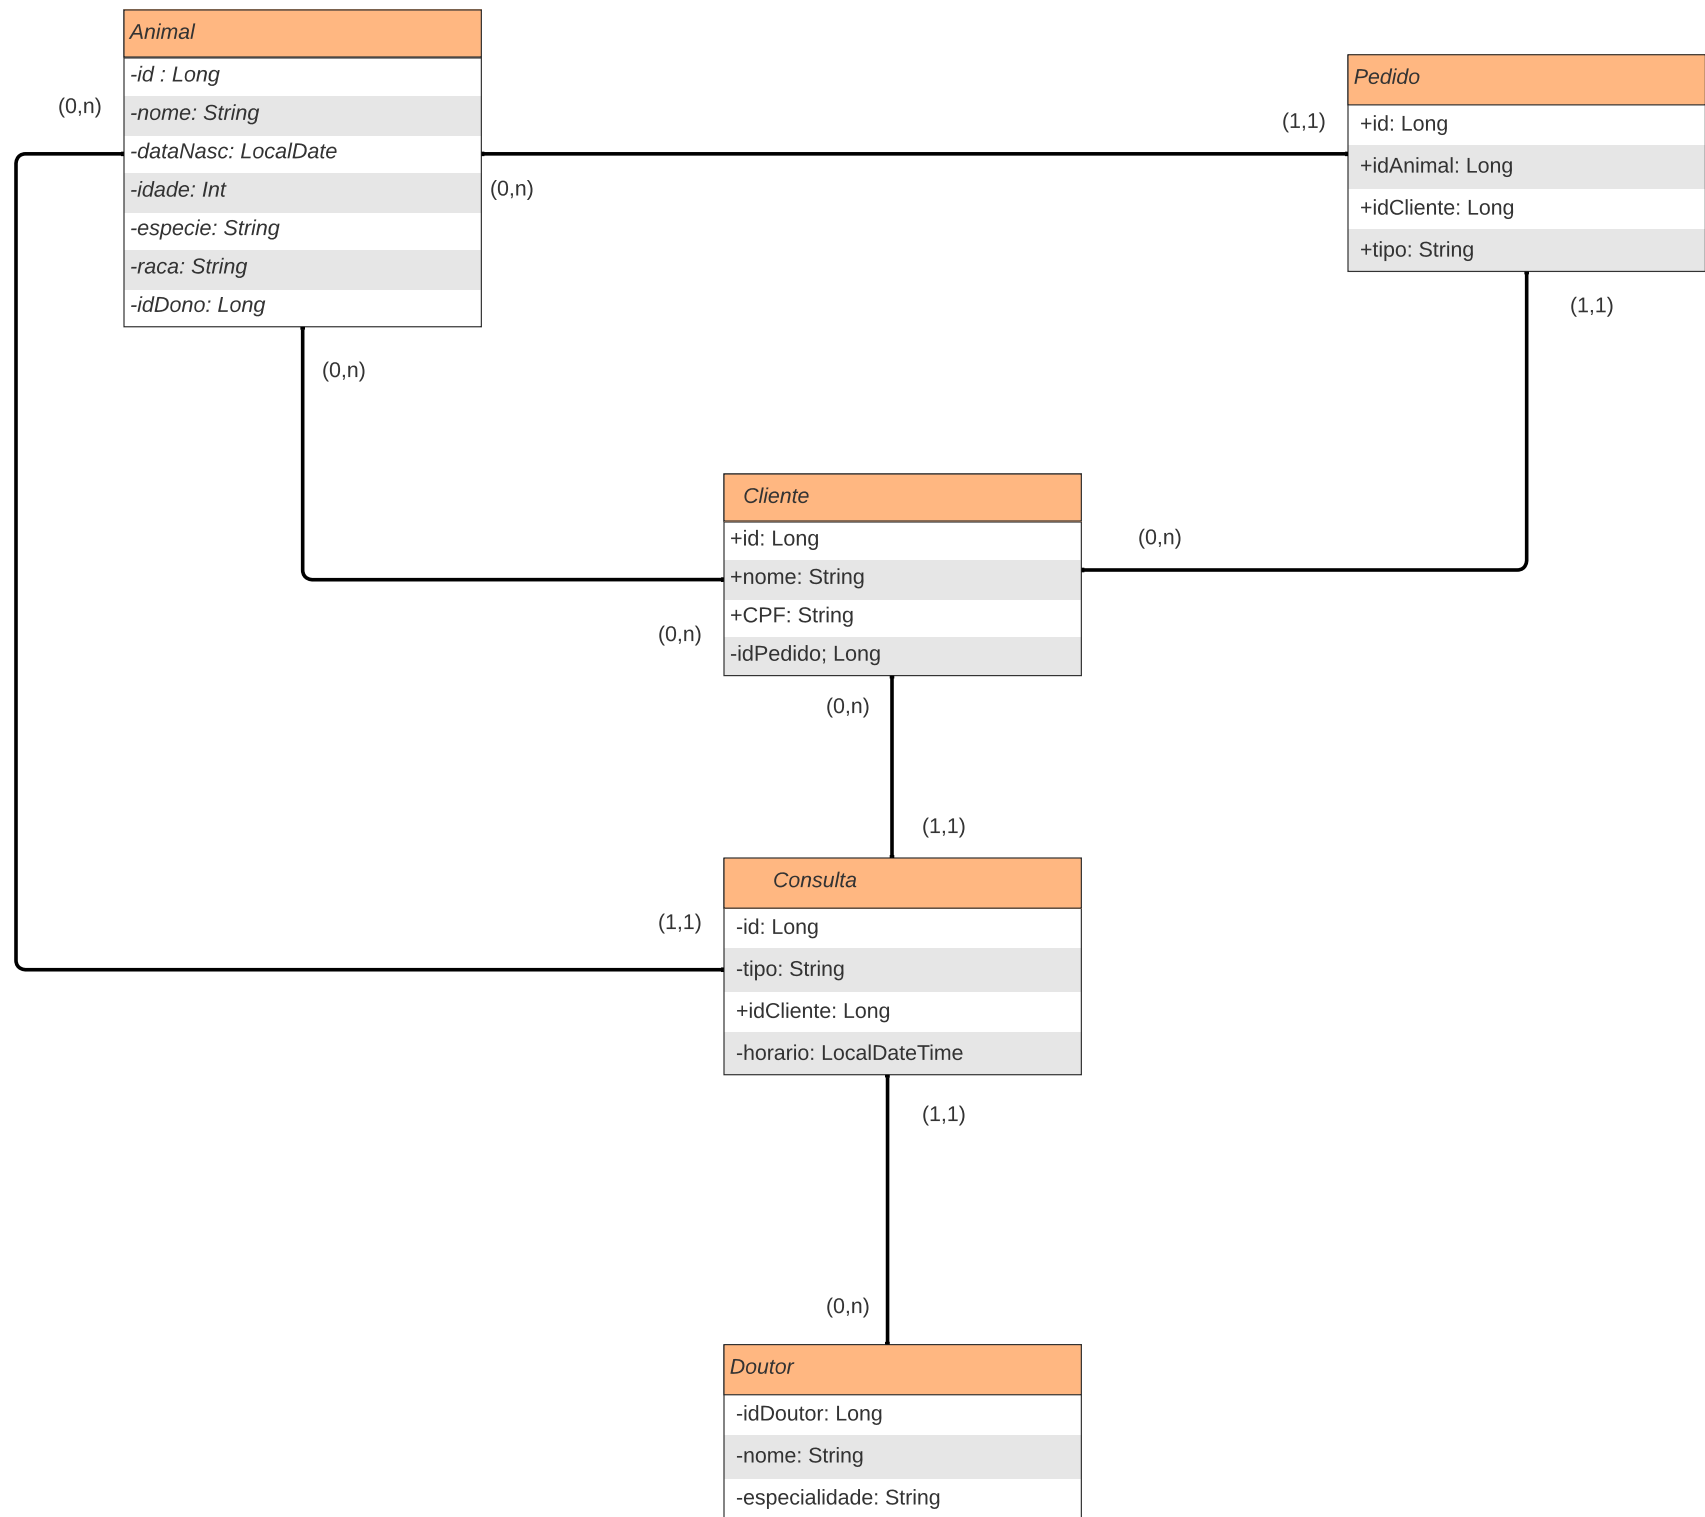 Animal
-id : Long
-nome: String
-dataNasc: LocalDate
-idade: Int
-especie: String
-raca: String
-idDono: Long
(0,n)
(0,n)
(0,n)
Pedido
+id: Long
+idAnimal: Long
+idCliente: Long
+tipo: String
(1,1)
(1,1)
Cliente
+id: Long
+nome: String
+CPF: String
-idPedido; Long
(0,n)
(0,n)
(0,n)
(1,1)
Consulta
-id: Long
-tipo: String
+idCliente: Long
-horario: LocalDateTime
(1,1)
(1,1)
(0,n)
Doutor
-idDoutor: Long
-nome: String
-especialidade: String